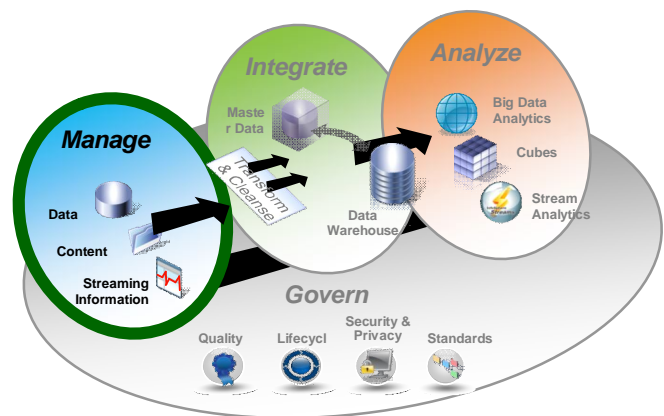 Analyze
Integrate
Manage
Maste
r Data
Big Data
Analytics
Cubes
Stream
Analytics
Transform
& Cleanse
Data
Warehouse
Data
Content
Streaming
Information
Govern
Quality
Lifecycl
Security &
Privacy
Standards